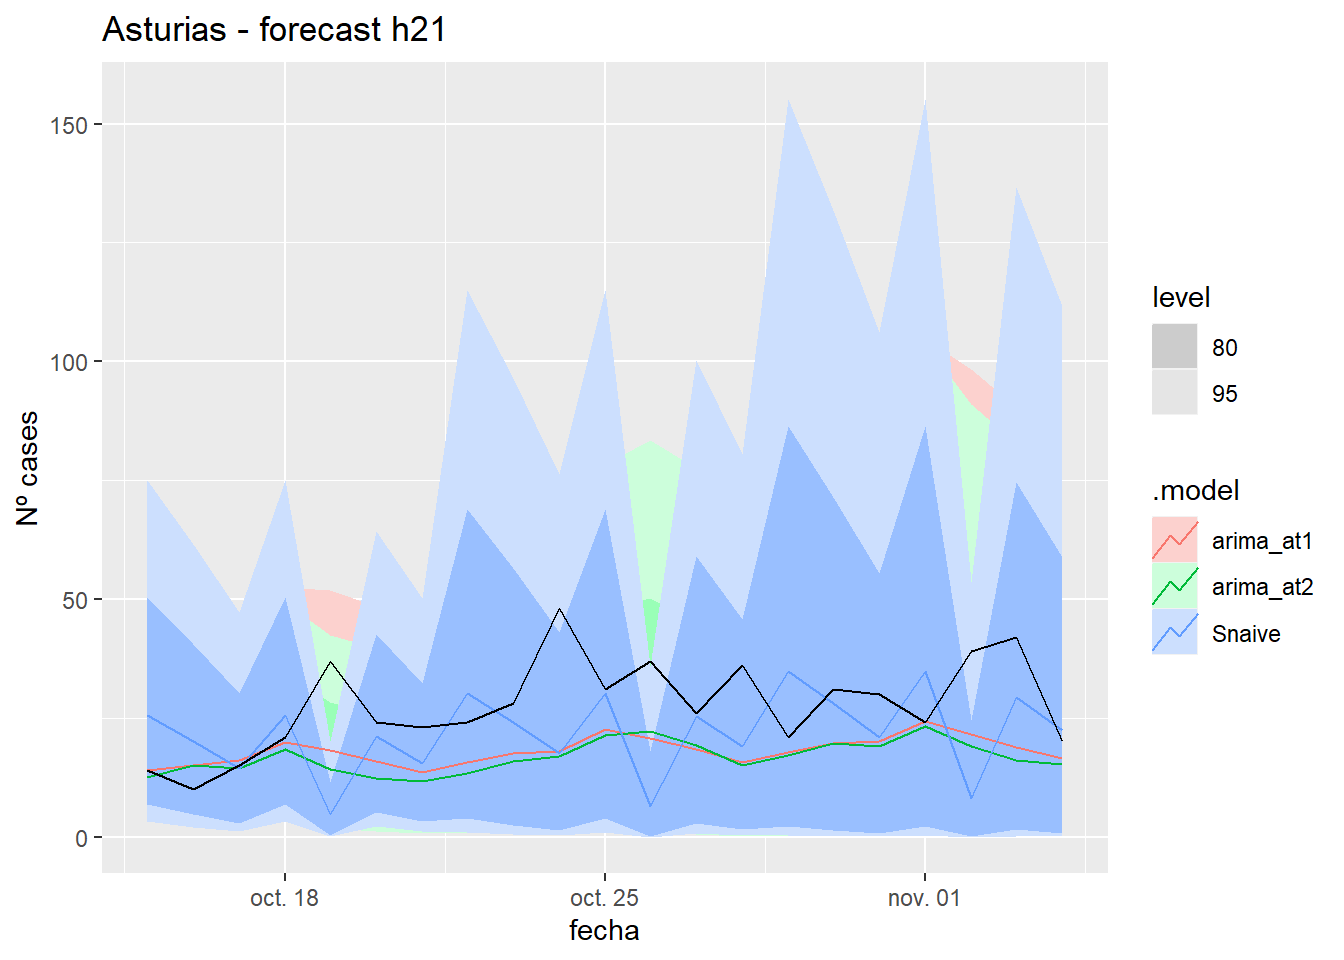 Asturias - forecast h21
150
100
50
0
Nº cases
oct. 18
oct. 25
nov. 01
fecha
level
80
95
.model
arima_at1
arima_at2
Snaive